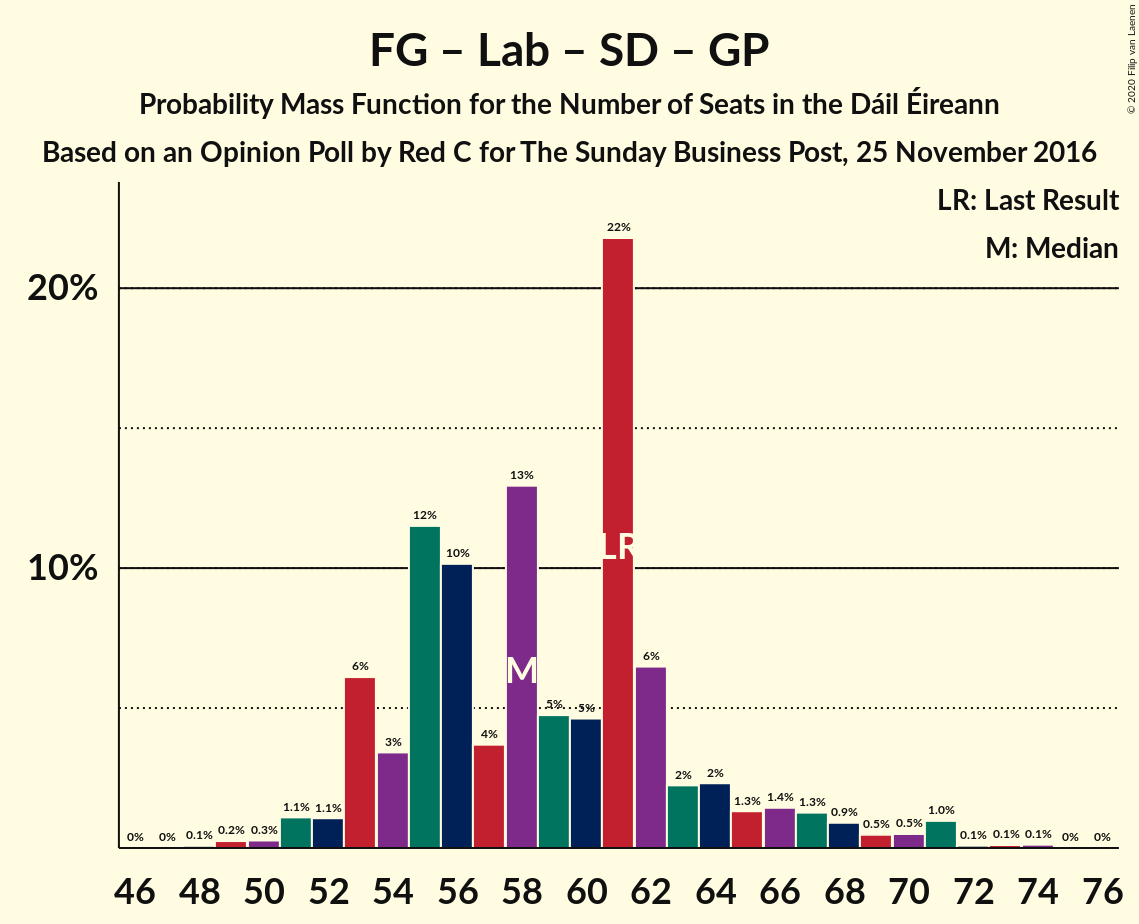 FG – Lab – SD – GP
Probability Mass Function for the Number of Seats in the Dáil Éireann
Based on an Opinion Poll by Red C for The Sunday Business Post, 25 November 2016
© 2020 Filip van Laenen
LR: Last Result
M: Median
20%
10%
0% 0% 0.1% 0.2% 0.3% 1.1% 1.1% 6% 3% 12% 10% 4% 13% 5% 5% 22% 6% 2% 2% 1.3% 1.4% 1.3% 0.9% 0.5% 0.5% 1.0% 0.1% 0.1% 0.1% 0% 0%
LR
M
46 48 50 52 54 56 58 60 62 64 66 68 70 72 74 76